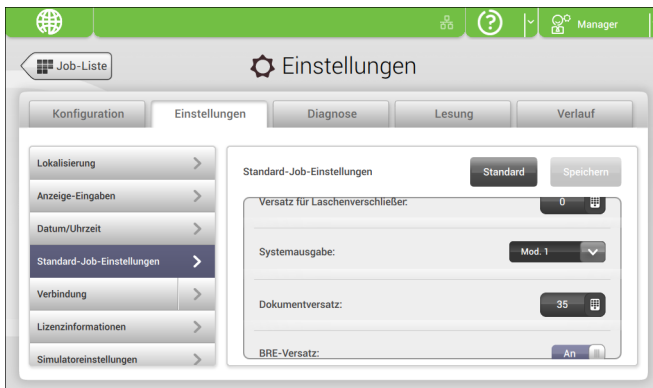 Manager
Job-Liste
Einstellungen
Konfiguration
Einstellungen
Diagnose
Lesung
Verlauf
Lokalisierung
Anzeige-Eingaben
Datum/Uhrzeit
Standard-Job-Einstellungen
Verbindung
Lizenzinformationen
Simulatoreinstellungen
Standard-Job-Einstellungen
Standard
Speichern
Versatz für Laschenverschließer:
0
Systemausgabe:
Mod. 1
Dokumentversatz:
35
BRE-Versatz:
An